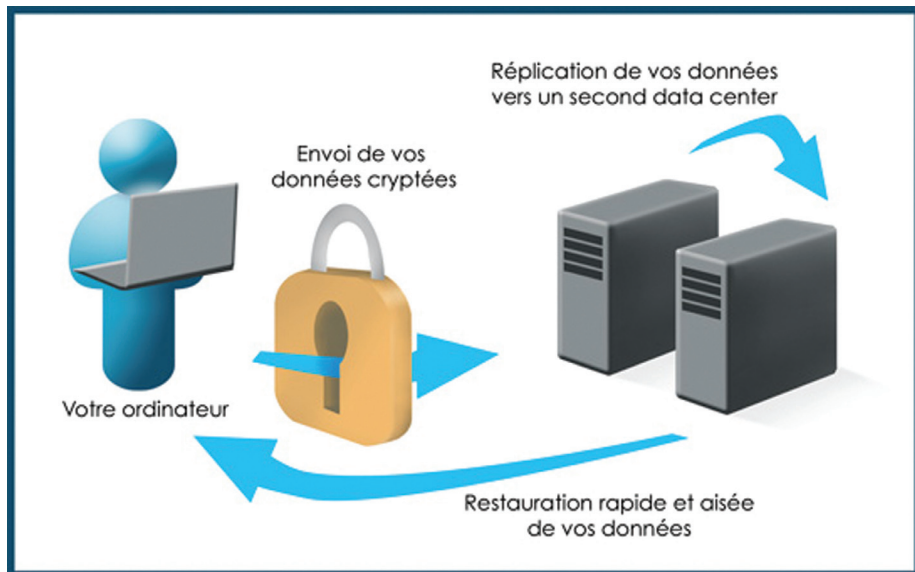 Réplication de vos données
vers un second data center
Envoi de vos
données cryptées
Votre ordinateur
Restauration rapide et aisée
de vos données